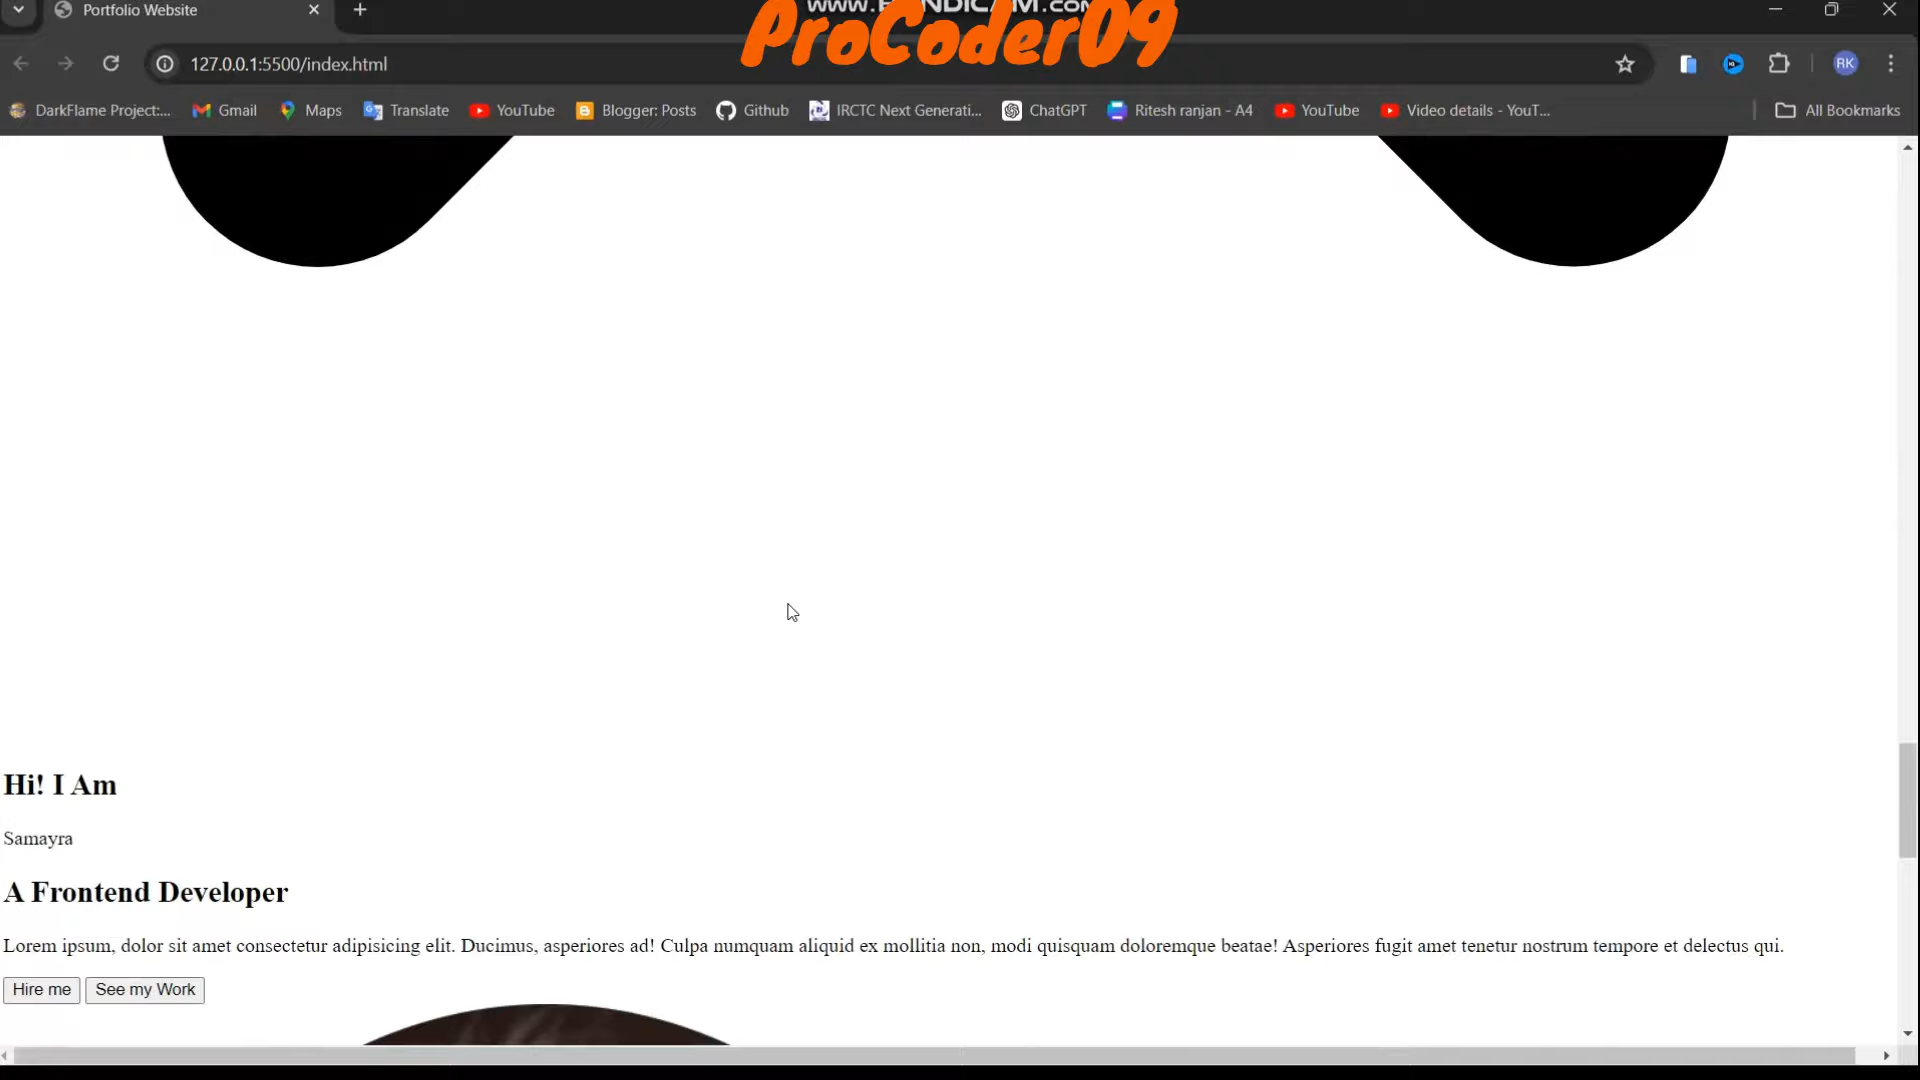 Portfolio Website
ProCoder09
127.0.0.1:5500/index.html
RK
DarkFlame Project:...
Gmail
Maps
Translate
YouTube
Blogger: Posts
Github
IRCTC Next Generati...
ChatGPT
Ritesh ranjan - A4
YouTube
Video details - YouT...
All Bookmarks
Hi! I Am
Samayra
A Frontend Developer
Lorem ipsum, dolor sit amet consectetur adipisicing elit. Ducimus, asperiores ad! Culpa numquam aliquid ex mollitia non, modi quisquam doloremque beatae! Asperiores fugit amet tenetur nostrum tempore et delectus qui.
Hire me
See my Work